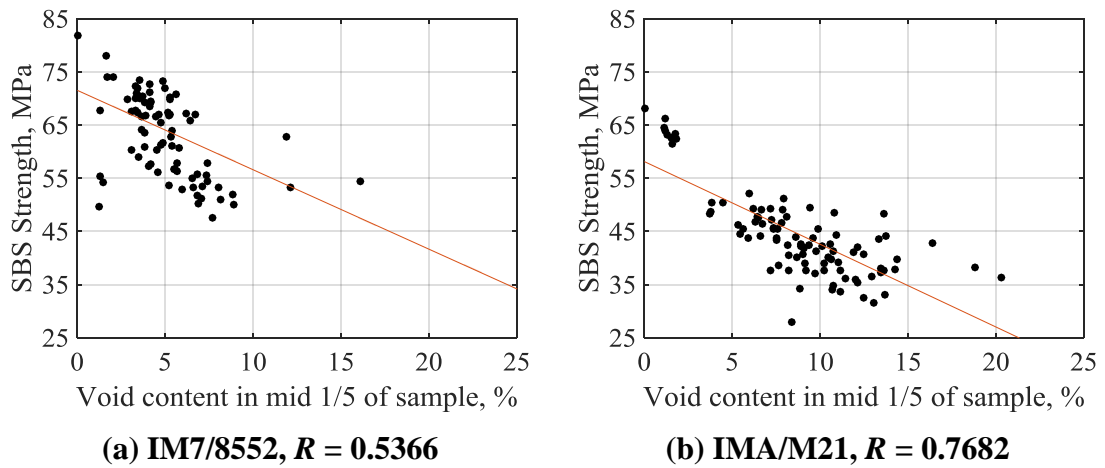 85
75
65
55
45
35
25
SBS Strength, MPa
0 5 10 15 20 25
Void content in mid 1/5 of sample, %
(a) IM7/8552, R = 0.5366
85
75
65
55
45
35
25
SBS Strength, MPa
0 5 10 15 20 25
Void content in mid 1/5 of sample, %
(b) IMA/M21, R = 0.7682